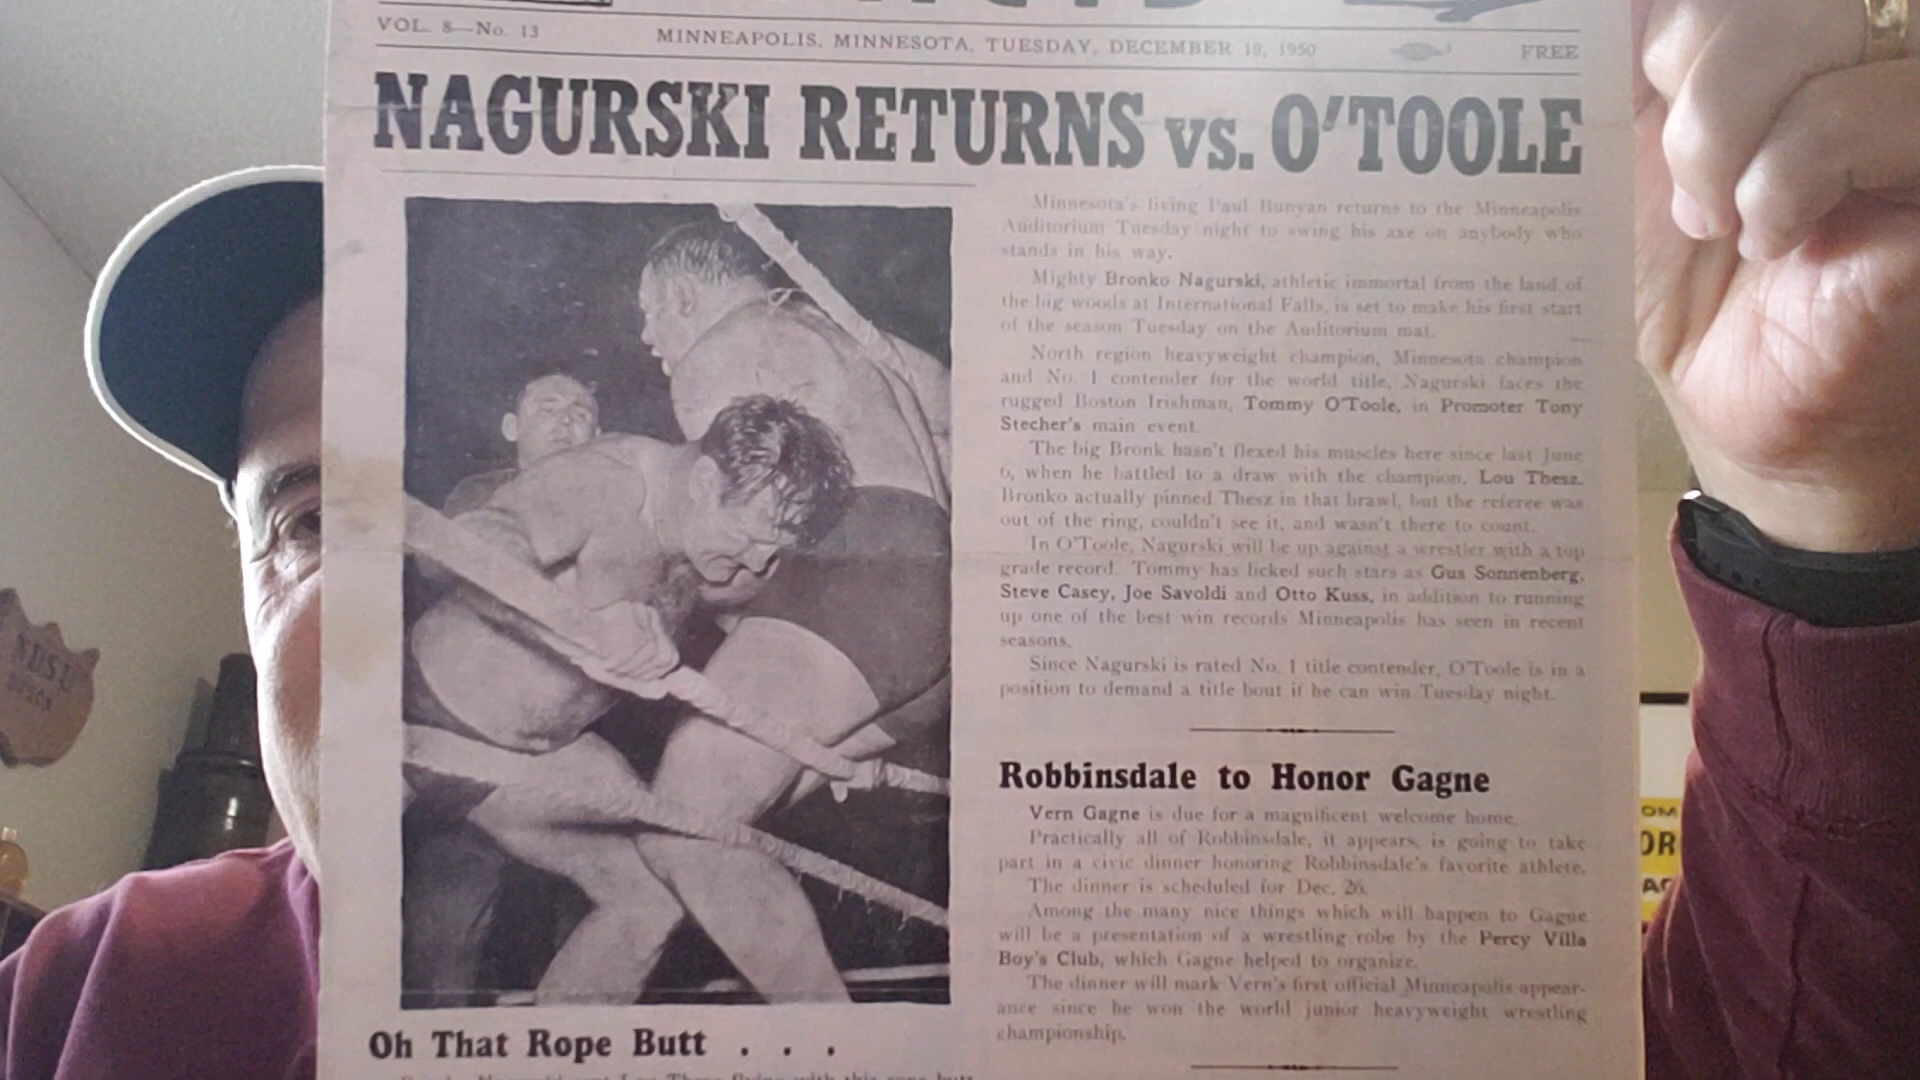 VOL. 8—No. 13
MINNEAPOLIS, MINNESOTA, TUESDAY, DECEMBER 19, 1950
FREE
NAGURSKI RETURNS vs. O'TOOLE
Minnesota's living Paul Bunyan returns to the Minneapolis
Auditorium Tuesday night to swing his axe on anybody who
stands in his way.
Mighty Bronko Nagurski, athletic immortal from the land of
the big woods at International Falls, is set to make his first start
of the season Tuesday on the Auditorium mat.
North region heavyweight champion, Minnesota champion
and No. 1 contender for the world title, Nagurski faces the
rugged Boston Irishman, Tommy O'Toole, in Promoter Tony
Stecher's main event.
The big Bronk hasn't flexed his muscles here since last June
6, when he battled to a draw with the champion, Lou Thesz.
Bronko actually pinned Thesz in that brawl, but the referee was
out of the ring, couldn't see it, and wasn't there to count.
In O'Toole, Nagurski will be up against a wrestler with a top
grade record. Tommy has licked such stars as Gus Sonnenberg,
Steve Casey, Joe Savoldi and Otto Kuss, in addition to running
up one of the best win records Minneapolis has seen in recent
seasons.
Since Nagurski is rated No. 1 title contender, O'Toole is in a
position to demand a title bout if he can win Tuesday night.
Robbinsdale to Honor Gagne
Vern Gagne is due for a magnificent welcome home.
Practically all of Robbinsdale, it appears, is going to take
part in a civic dinner honoring Robbinsdale's favorite athlete.
The dinner is scheduled for Dec. 26.
Among the many nice things which will happen to Gagne
will be a presentation of a wrestling robe by the Percy Villa
Boy's Club, which Gagne helped to organize.
The dinner will mark Vern's first official Minneapolis appear-
ance since he won the world junior heavyweight wrestling
championship.
Oh That Rope Butt . . .
NDSU